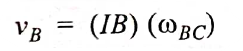 v_B = (IB) (ω_BC)